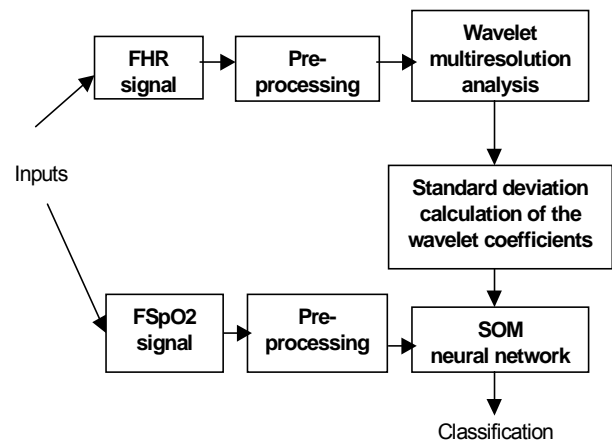 FHR
signal
Pre-
processing
Wavelet
multiresolution
analysis
Inputs
Standard deviation
calculation of the
wavelet coefficients
FSpO2
signal
Pre-
processing
SOM
neural network
Classification